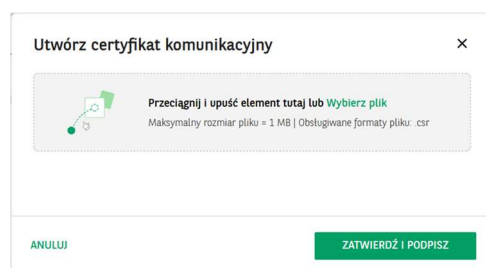 Utwórz certyfikat komunikacyjny
Przeciągnij i upuść element tutaj lub Wybierz plik
Maksymalny rozmiar pliku = 1 MB | Obsługiwane formaty pliku: .csr
ANULUJ
ZATWIERDŹ I PODPISZ